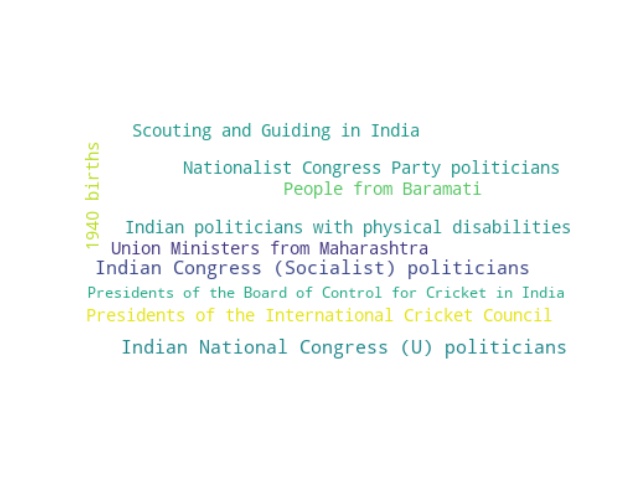 Scouting and Guiding in India
1940 births
Nationalist Congress Party politicians
People from Baramati
Indian politicians with physical disabilities
Union Ministers from Maharashtra
Indian Congress (Socialist) politicians
Presidents of the Board of Control for Cricket in India
Presidents of the International Cricket Council
Indian National Congress (U) politicians